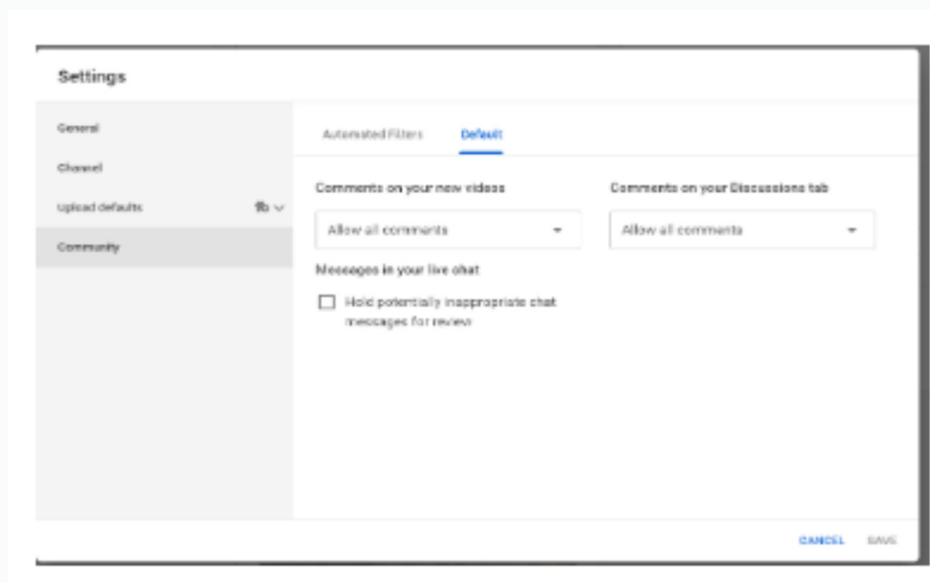 Settings
General
Channel
Upload defaults
Community
Automated Filters
Default
Comments on your new videos
Allow all comments
Comments on your Discussions tab
Allow all comments
Messages in your live chat
Hold potentially inappropriate chat
messages for review
CANCEL
SAVE